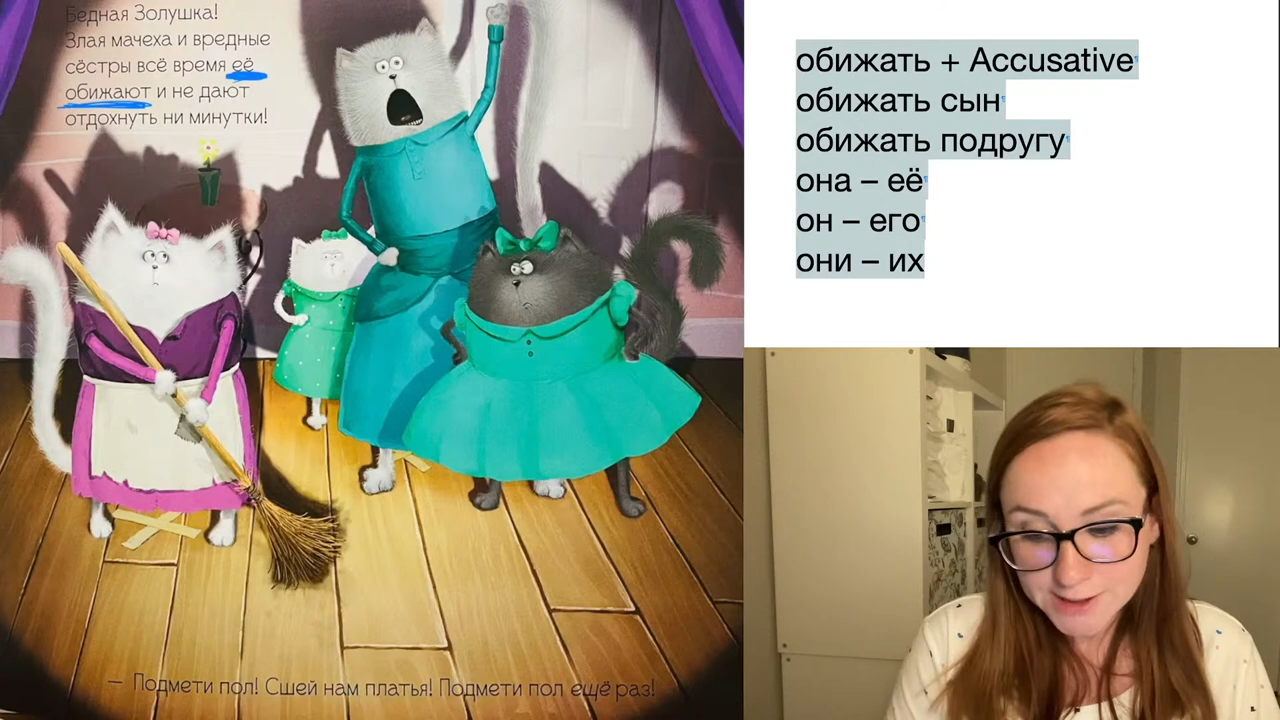 Бедная Золушка!
Злая мачеха и вредные
сёстры всё время её
обижают и не дают
отдохнуть ни минутки!
— Подмети пол! Сшей нам платья! Подмети пол ещё раз!
обижать + Accusative
обижать сын
обижать подругу
она – её
он – его
они – их